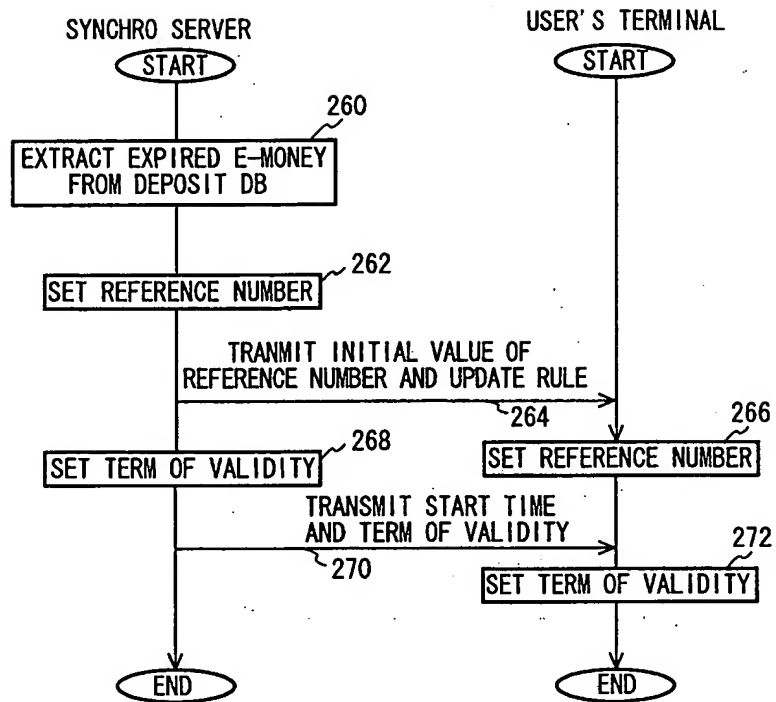 SYNCHRO SERVER
USER'S TERMINAL
START
START
260
EXTRACT EXPIRED E-MONEY
FROM DEPOSIT DB
262
SET REFERENCE NUMBER
TRANMIT INITIAL VALUE OF
REFERENCE NUMBER AND UPDATE RULE
264
266
268
SET TERM OF VALIDITY
SET REFERENCE NUMBER
TRANSMIT START TIME
AND TERM OF VALIDITY
270
272
SET TERM OF VALIDITY
END
END